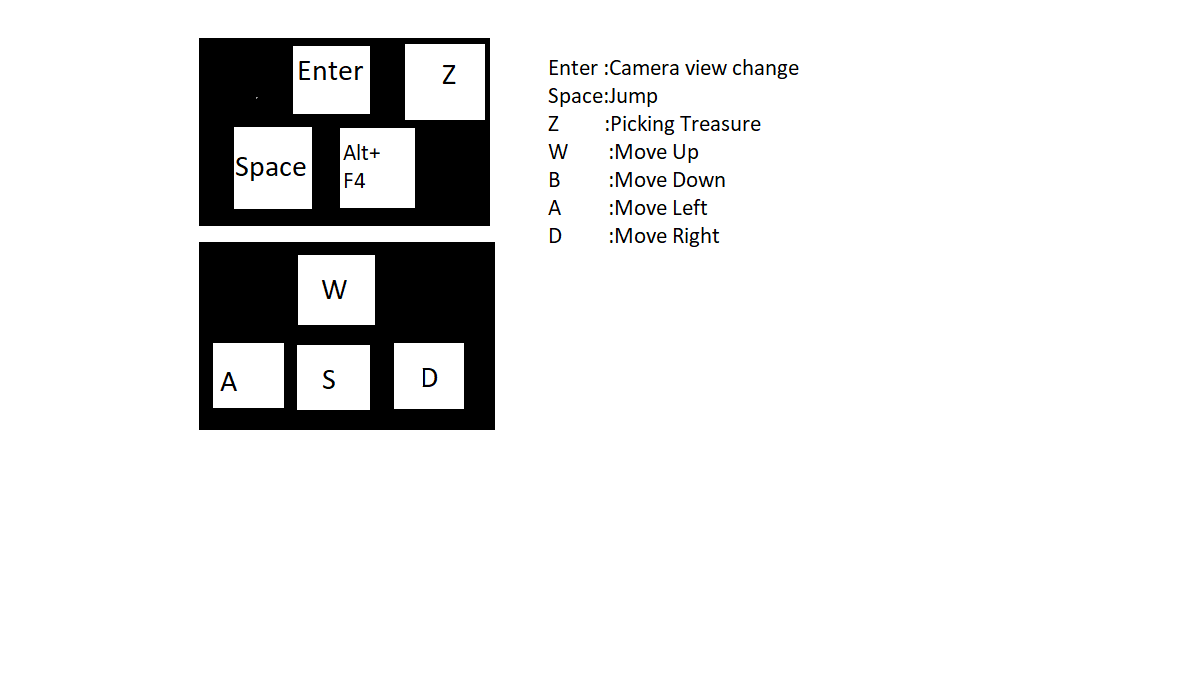 Enter
Z
Space
Alt+
F4
W
A
S
D
Enter :Camera view change
Space:Jump
Z :Picking Treasure
W :Move Up
B :Move Down
A :Move Left
D :Move Right